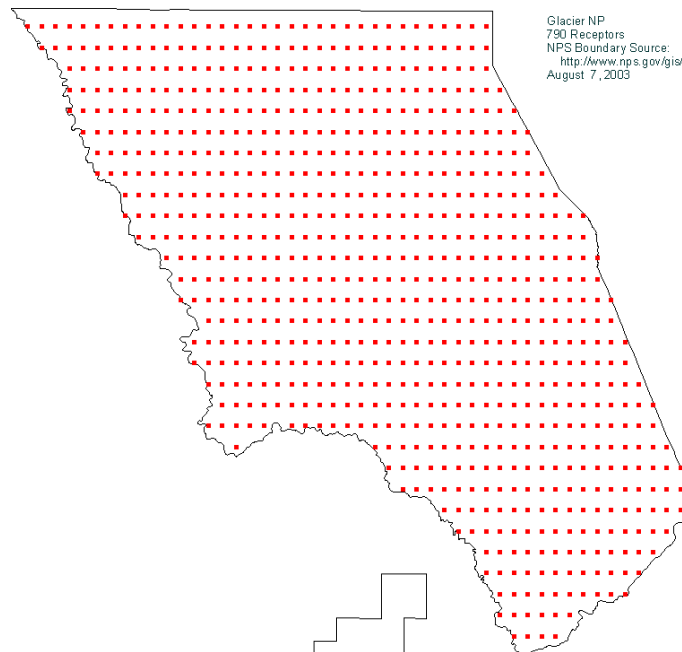 Glacier NP
790 Receptors
NPS Boundary Source:
http://www.nps.gov/gis/
August 7, 2003